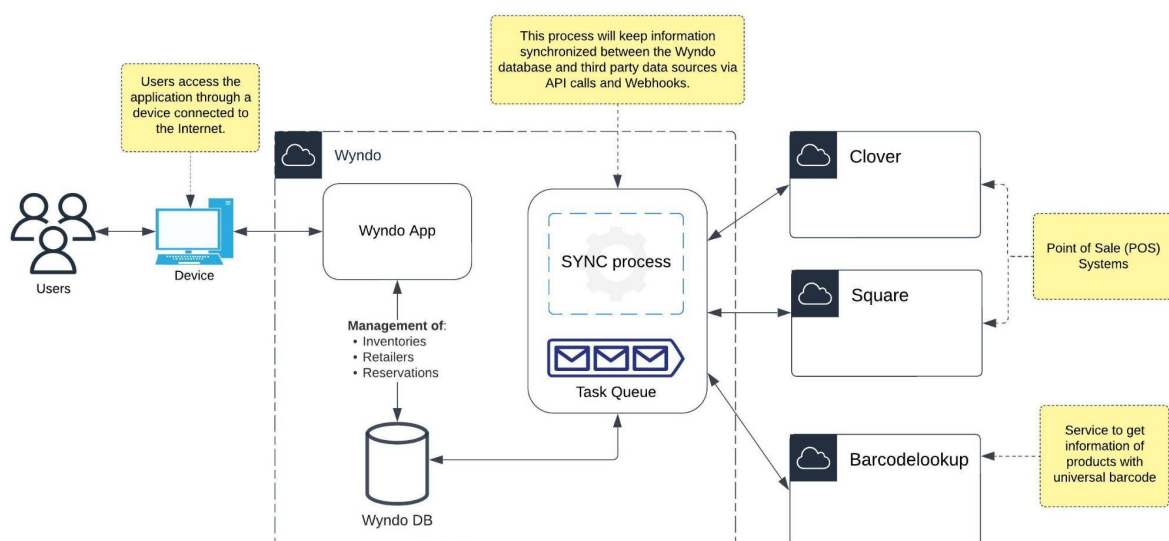 This process will keep information
synchronized between the Wyndo
database and third party data sources via
API calls and Webhooks.
Users access the
application through a
device connected to
the Internet.
Wyndo
Clover
Wyndo App
SYNC process
Point of Sale (POS)
Systems
Users
Device
Square
Management of:
• Inventories
• Retailers
• Reservations
Task Queue
Barcodelookup
Service to get
information of
products with
universal barcode
Wyndo DB